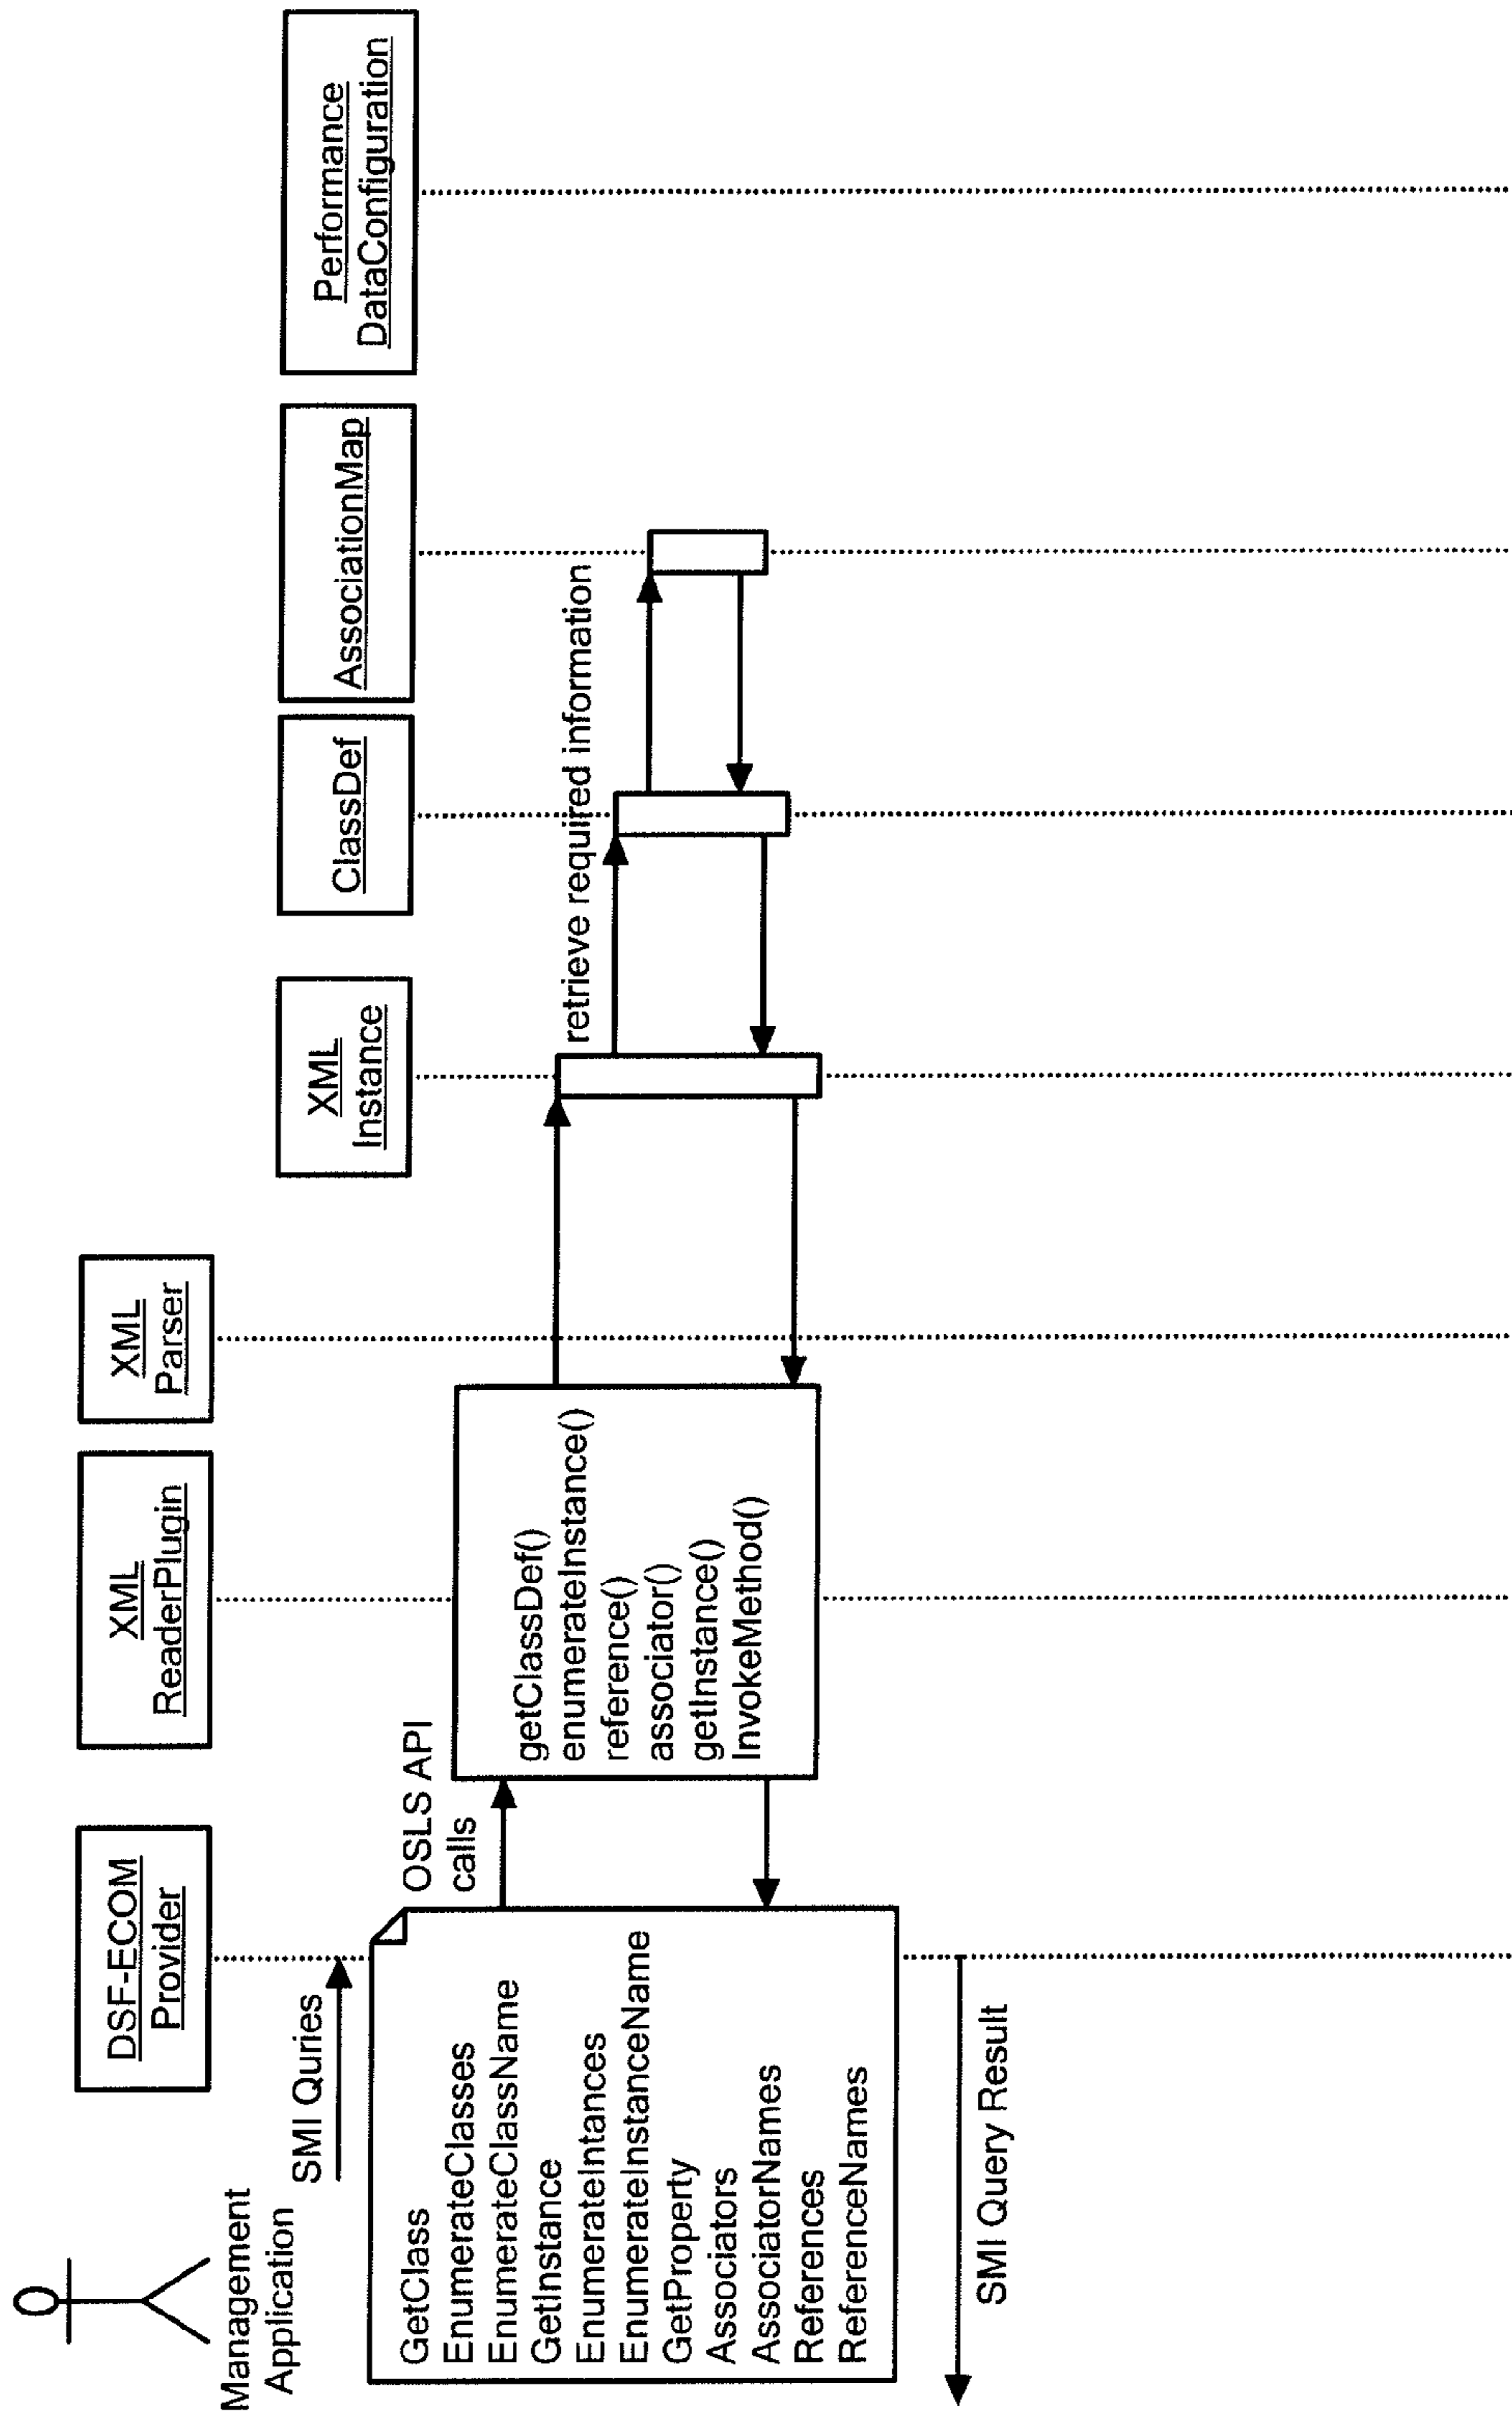 Management
Application
DSF-ECOM
Provider
XML
ReaderPlugin
XML
Parser
XML
Instance
ClassDef
AssociationMap
Performance
DataConfiguration
SMI Quries
GetClass
EnumerateClasses
EnumerateClassName
GetInstance
EnumerateIntances
EnumerateInstanceName
GetProperty
Associators
AssociatorNames
References
ReferenceNames
OSLS API
calls
getClassDef()
enumerateInstance()
reference()
associator()
getInstance()
InvokeMethod()
retrieve required information
SMI Query Result